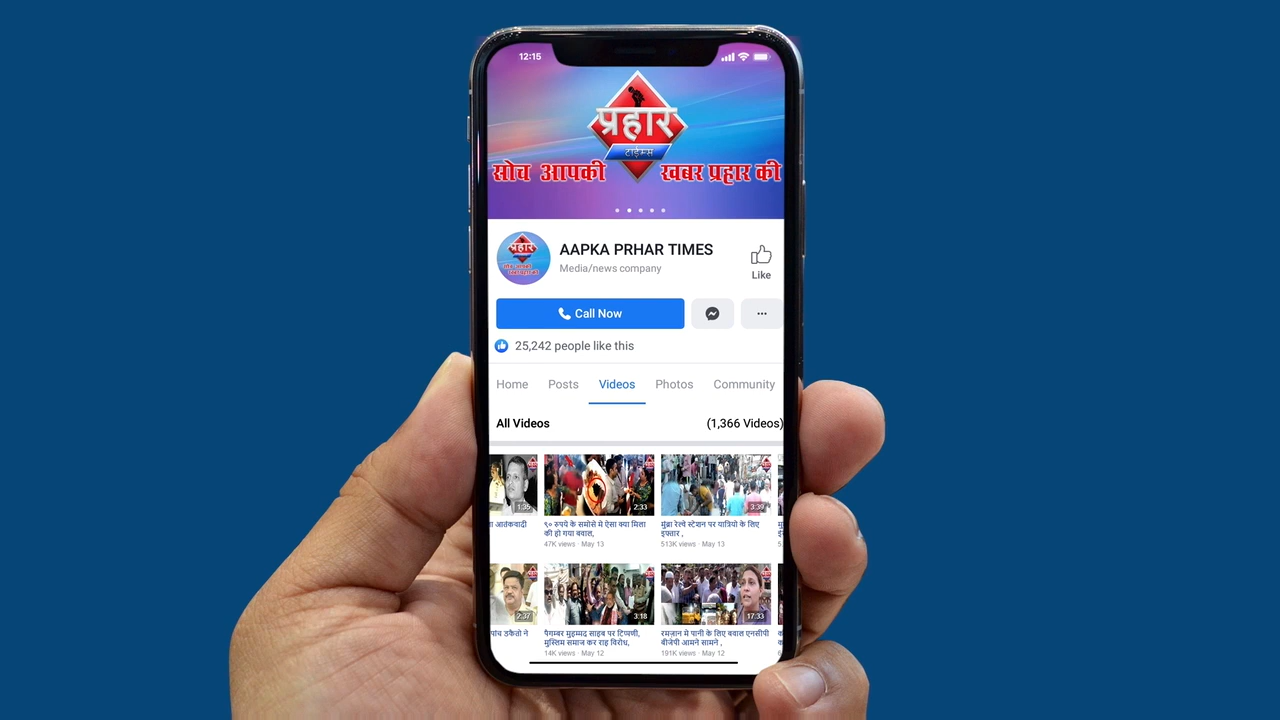 12:15
प्रहार
टाईम्स
सोच आपकी खबर प्रहार की
AAPKA PRHAR TIMES
Media/news company
Like
Call Now
25,242 people like this
Home Posts Videos Photos Community
All Videos (1,366 Videos)
1:35 2:33 3:39
आतंकवादी
९० रुपये के समोसे मे ऐसा क्या मिला
की हो गया बवाल,
47K views · May 13
मुंब्रा रेल्वे स्टेशन पर यात्रियो के लिए
इफ्तार ,
513K views · May 13
2:37 3:18 17:33
पांच डकैतो ने
पैगम्बर मुहम्मद साहब पर टिप्पणी,
मुस्लिम समाज कर राह विरोध,
14K views · May 12
रमज़ान मे पानी के लिए बवाल एनसीपी
बीजेपी आमने सामने ,
191K views · May 12